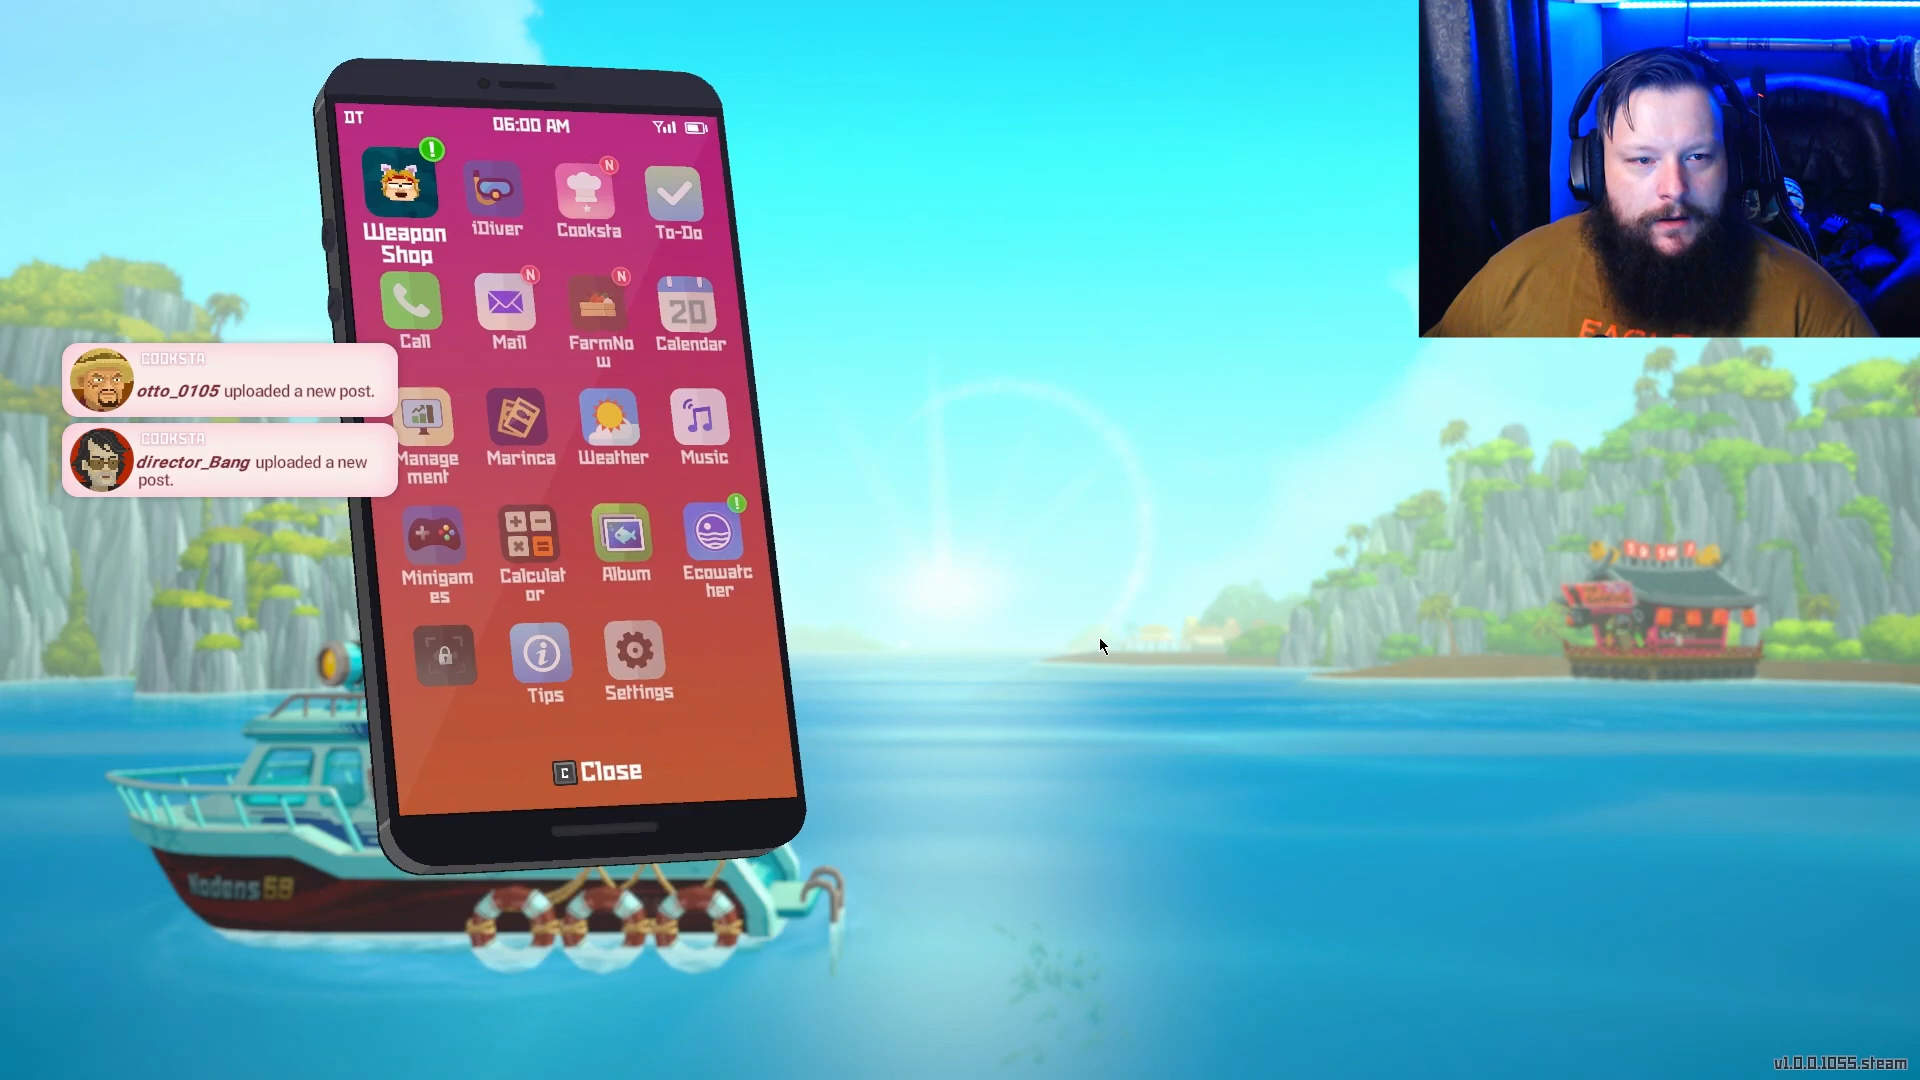 DT
06:00 AM
Weapon
Shop
iDiver
N
Cooksta
To-Do
Call
N
Mail
N
FarmNo
w
20
Calendar
COOKSTA
otto_0105 uploaded a new post.
COOKSTA
director_Bang uploaded a new
post.
Manage
ment
Marinca
Weather
Music
Minigam
es
Calculat
or
Album
Ecowatc
her
Tips
Settings
C Close
Nodens 68
v1.0.0.1055.steam